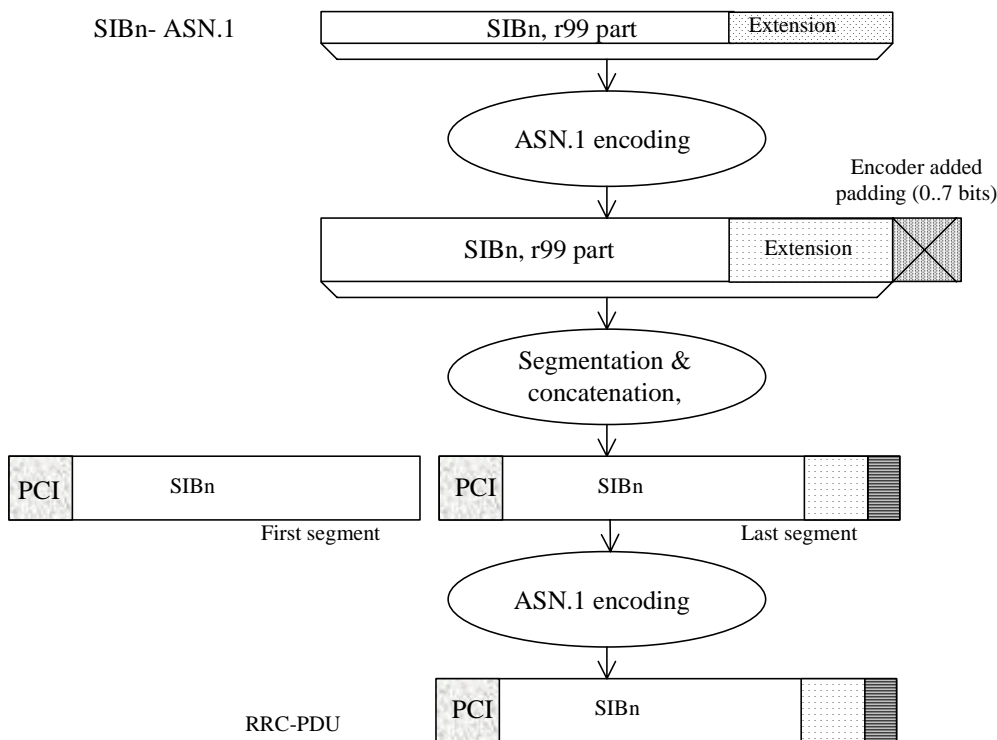 SIBn- ASN.1
SIBn, r99 part
Extension
ASN.1 encoding
Encoder added
padding (0..7 bits)
SIBn, r99 part
Extension
Segmentation &
concatenation,
PCI
SIBn
PCI
SIBn
First segment
Last segment
ASN.1 encoding
RRC-PDU
PCI
SIBn